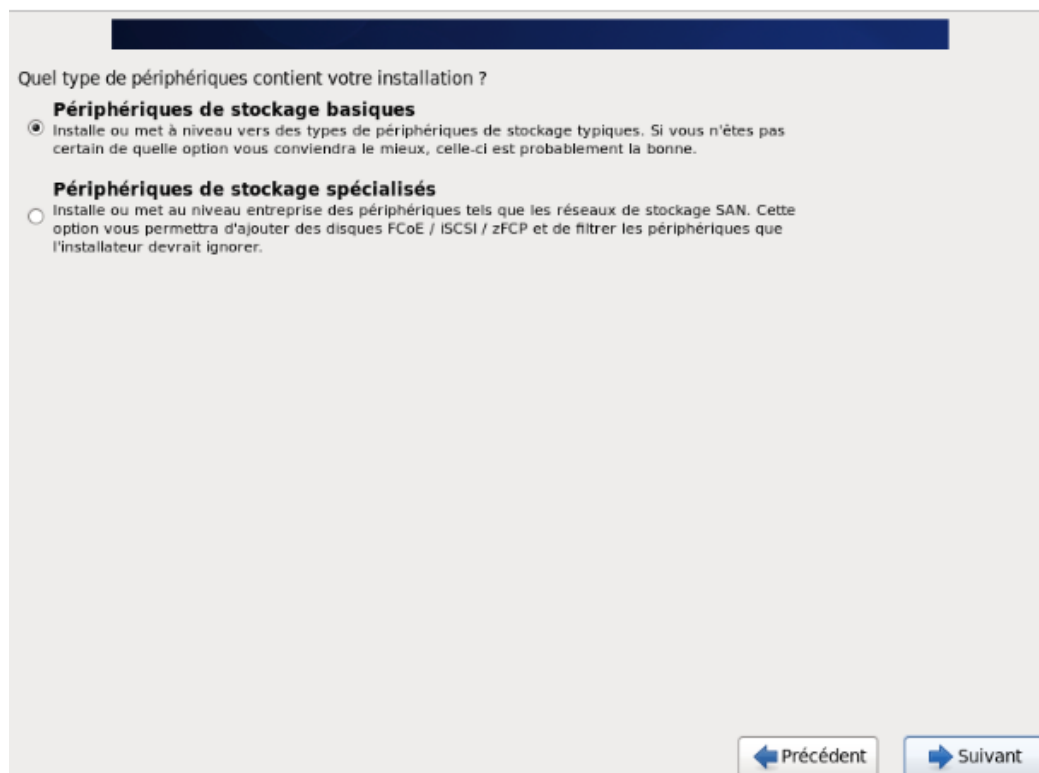 Quel type de périphériques contient votre installation ?
Périphériques de stockage basiques
Installe ou met à niveau vers des types de périphériques de stockage typiques. Si vous n'êtes pas
certain de quelle option vous conviendra le mieux, celle-ci est probablement la bonne.
Périphériques de stockage spécialisés
Installe ou met au niveau entreprise des périphériques tels que les réseaux de stockage SAN. Cette
option vous permettra d'ajouter des disques FCoE / iSCSI / zFCP et de filtrer les périphériques que
l'installateur devrait ignorer.
Précédent
Suivant